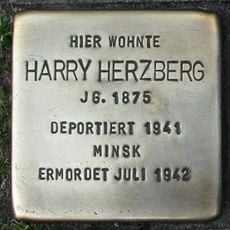 HIER WOHNTE
HARRY HERZBERG
JG. 1875
DEPORTIERT 1941
MINSK
ERMORDET JULI 1942